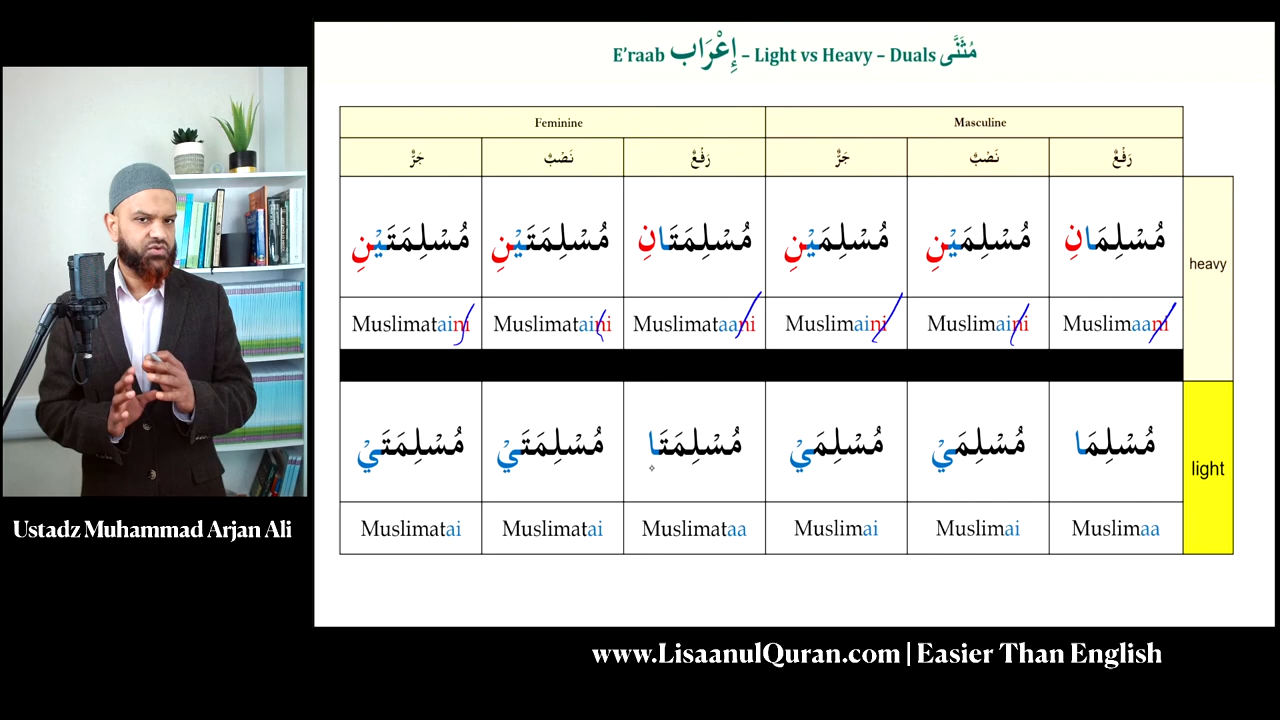 E'raab إِعْرَاب – Light vs Heavy – Duals مُثَنَّى
Feminine Masculine
جَرٌّ نَصْبٌ رَفْعٌ جَرٌّ نَصْبٌ رَفْعٌ
مُسْلِمَتَيْنِ مُسْلِمَتَيْنِ مُسْلِمَتَانِ مُسْلِمَيْنِ مُسْلِمَيْنِ مُسْلِمَانِ
heavy
Muslimataini Muslimataini Muslimataani Muslimaini Muslimaini Muslimaani
مُسْلِمَتَيْ مُسْلِمَتَيْ مُسْلِمَتَا مُسْلِمَيْ مُسْلِمَيْ مُسْلِمَا
light
Muslimatai Muslimatai Muslimataa Muslimai Muslimai Muslimaa
Ustadz Muhammad Arjan Ali
www.LisaanulQuran.com | Easier Than English